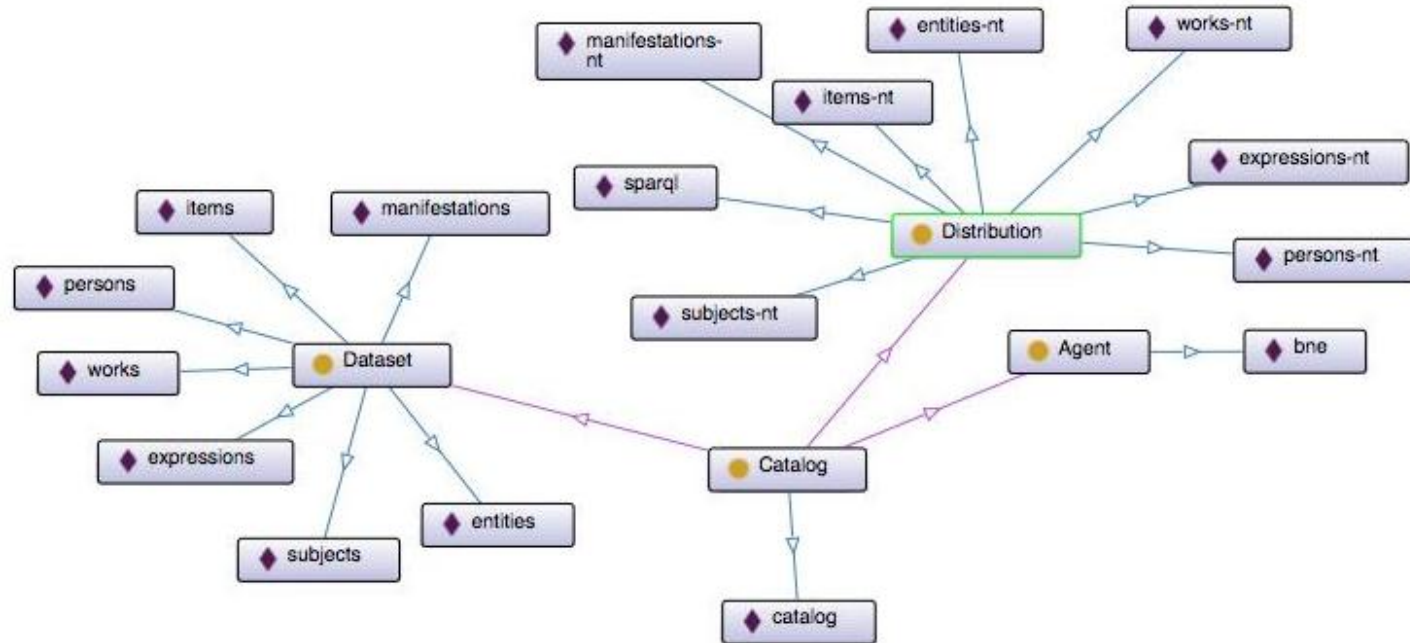 entities-nt
works-nt
manifestations-
nt
items-nt
expressions-nt
sparql
items
manifestations
Distribution
persons-nt
persons
subjects-nt
Agent
bne
Dataset
works
expressions
Catalog
entities
subjects
catalog